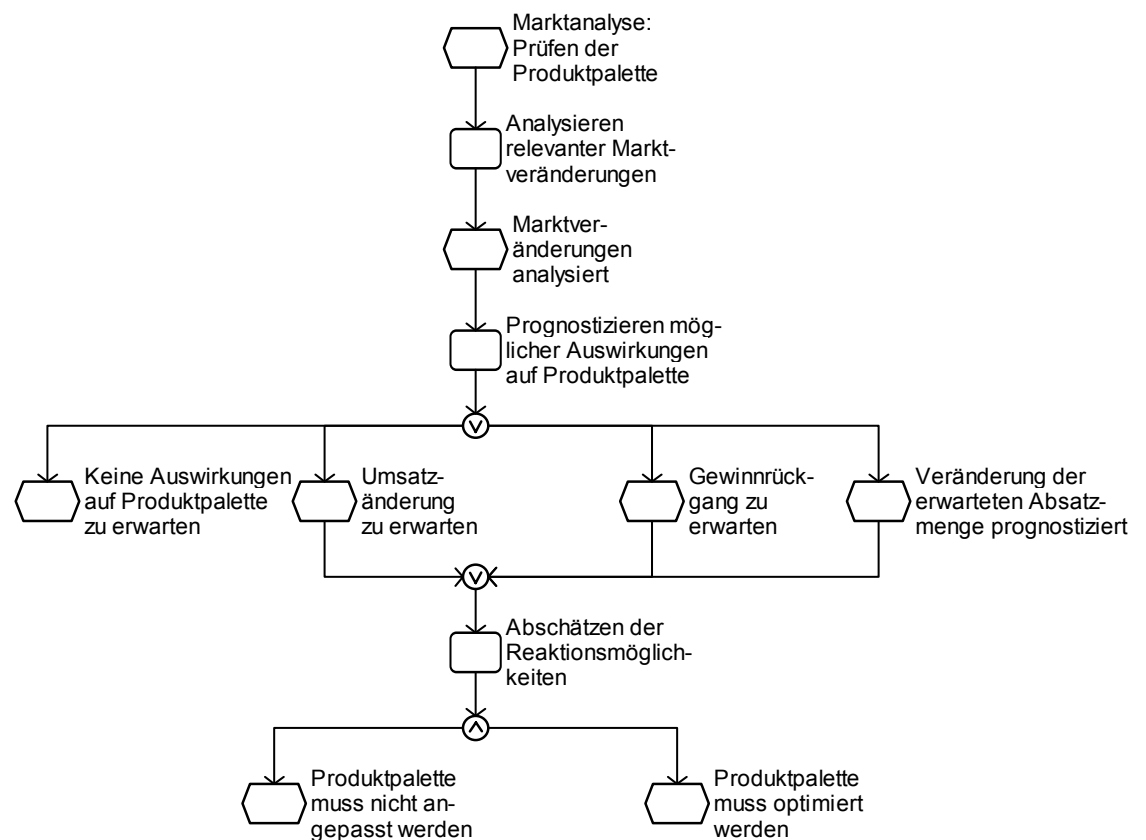 Marktanalyse:
Prüfen der
Produktpalette
Analysieren
relevanter Markt-
veränderungen
Marktver-
änderungen
analysiert
Prognostizieren mög-
licher Auswirkungen
auf Produktpalette
Keine Auswirkungen
auf Produktpalette
zu erwarten
Umsatz-
änderung
zu erwarten
Gewinnrück-
gang zu
erwarten
Veränderung der
erwarteten Absatz-
menge prognostiziert
Abschätzen der
Reaktionsmöglich-
keiten
Produktpalette
muss nicht an-
gepasst werden
Produktpalette
muss optimiert
werden